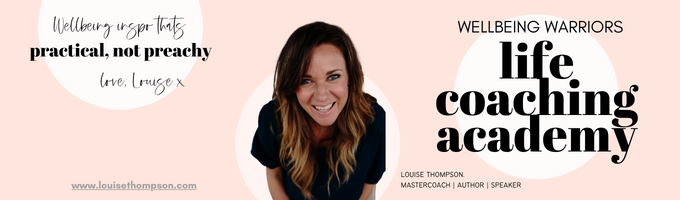 Wellbeing inspo thats
practical, not preachy
love, Louise x
www.louisethompson.com
WELLBEING WARRIORS
life
coaching
academy
LOUISE THOMPSON.
MASTERCOACH | AUTHOR | SPEAKER